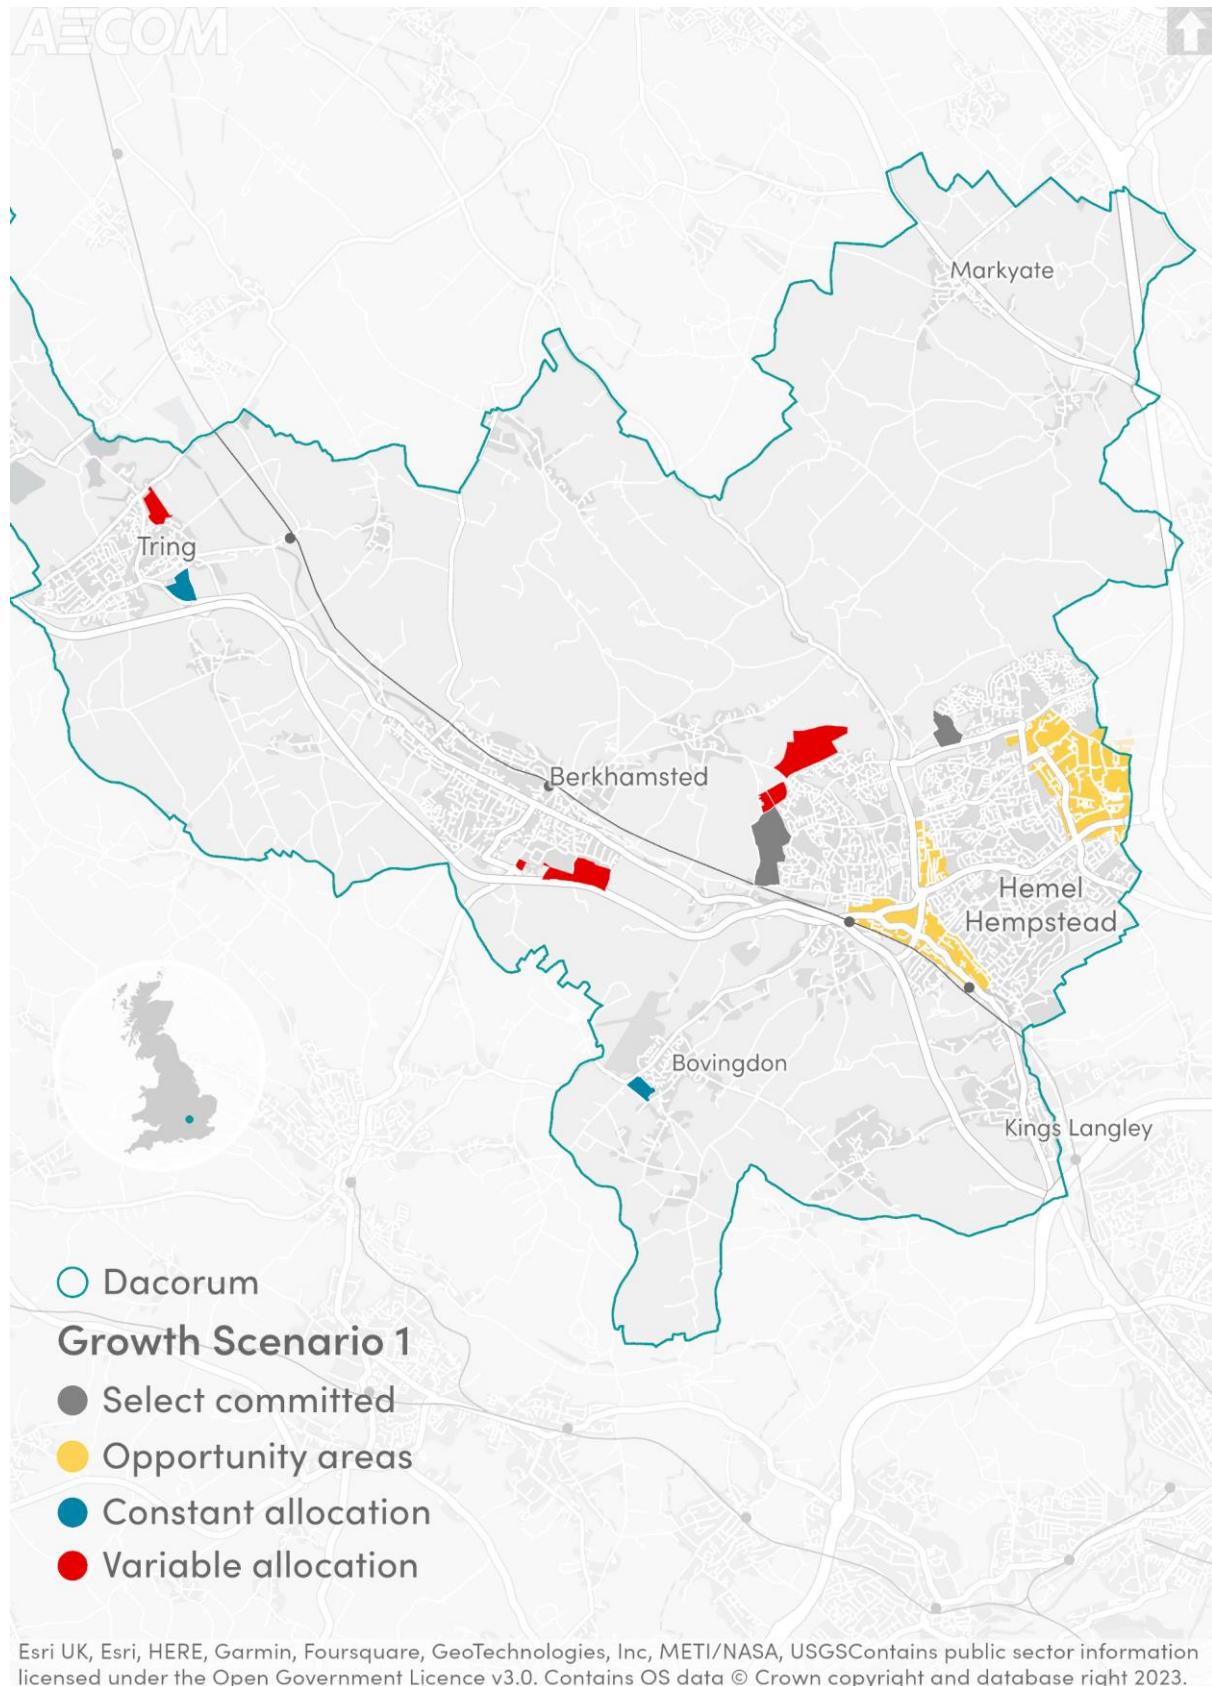 AECOM
Markyate
Tring
Berkhamsted
Hemel
Hempstead
Bovingdon
Kings Langley
Dacorum
Growth Scenario 1
Select committed
Opportunity areas
Constant allocation
Variable allocation
Esri UK, Esri, HERE, Garmin, Foursquare, GeoTechnologies, Inc, METI/NASA, USGSContains public sector information
licensed under the Open Government Licence v3.0. Contains OS data © Crown copyright and database right 2023.